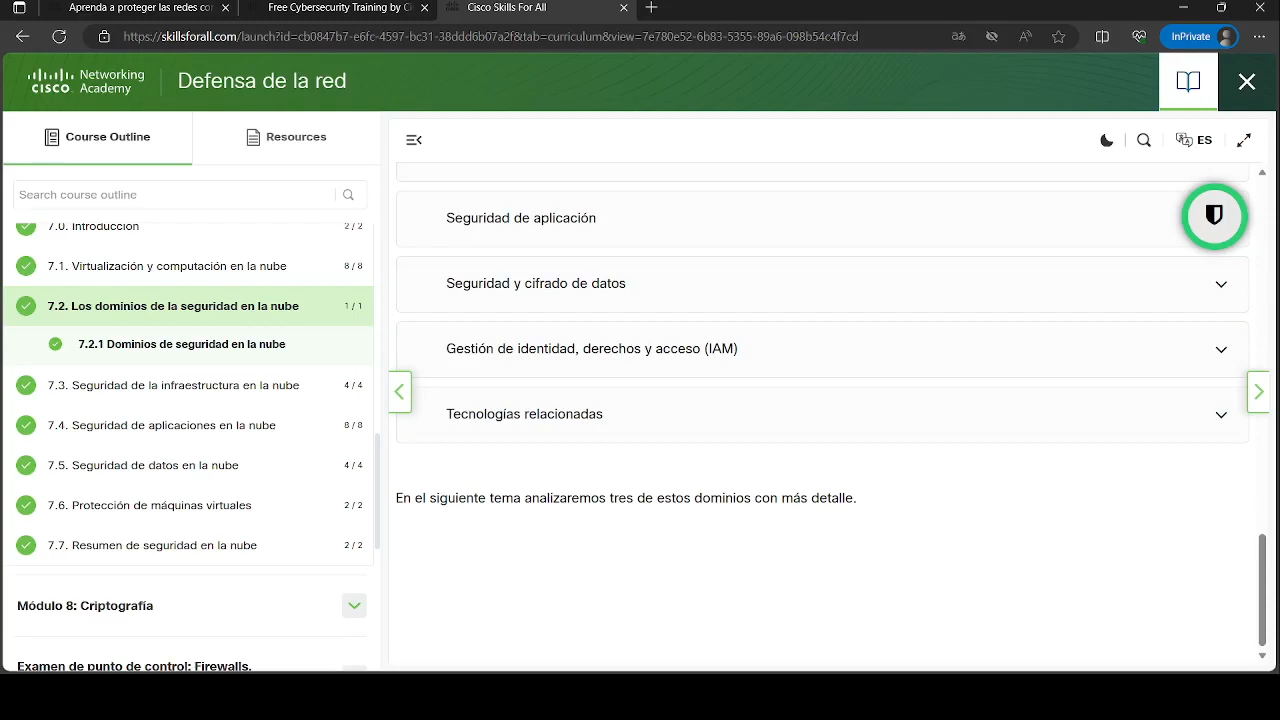 Aprenda a proteger las redes cor
Free Cybersecurity Training by Ci
Cisco Skills For All
https://skillsforall.com/launch?id=cb0847b7-e6fc-4597-bc31-38ddd6b07a2f&tab=curriculum&view=7e780e52-6b83-5355-89a6-098b54c4f7cd
InPrivate
CISCO Networking Academy
Defensa de la red
Course Outline
Resources
ES
Search course outline
7.0. Introducción 2 / 2
7.1. Virtualización y computación en la nube 8 / 8
7.2. Los dominios de la seguridad en la nube 1 / 1
7.2.1 Dominios de seguridad en la nube
7.3. Seguridad de la infraestructura en la nube 4 / 4
7.4. Seguridad de aplicaciones en la nube 8 / 8
7.5. Seguridad de datos en la nube 4 / 4
7.6. Protección de máquinas virtuales 2 / 2
7.7. Resumen de seguridad en la nube 2 / 2
Módulo 8: Criptografía
Examen de punto de control: Firewalls,
Seguridad de aplicación
Seguridad y cifrado de datos
Gestión de identidad, derechos y acceso (IAM)
Tecnologías relacionadas
En el siguiente tema analizaremos tres de estos dominios con más detalle.